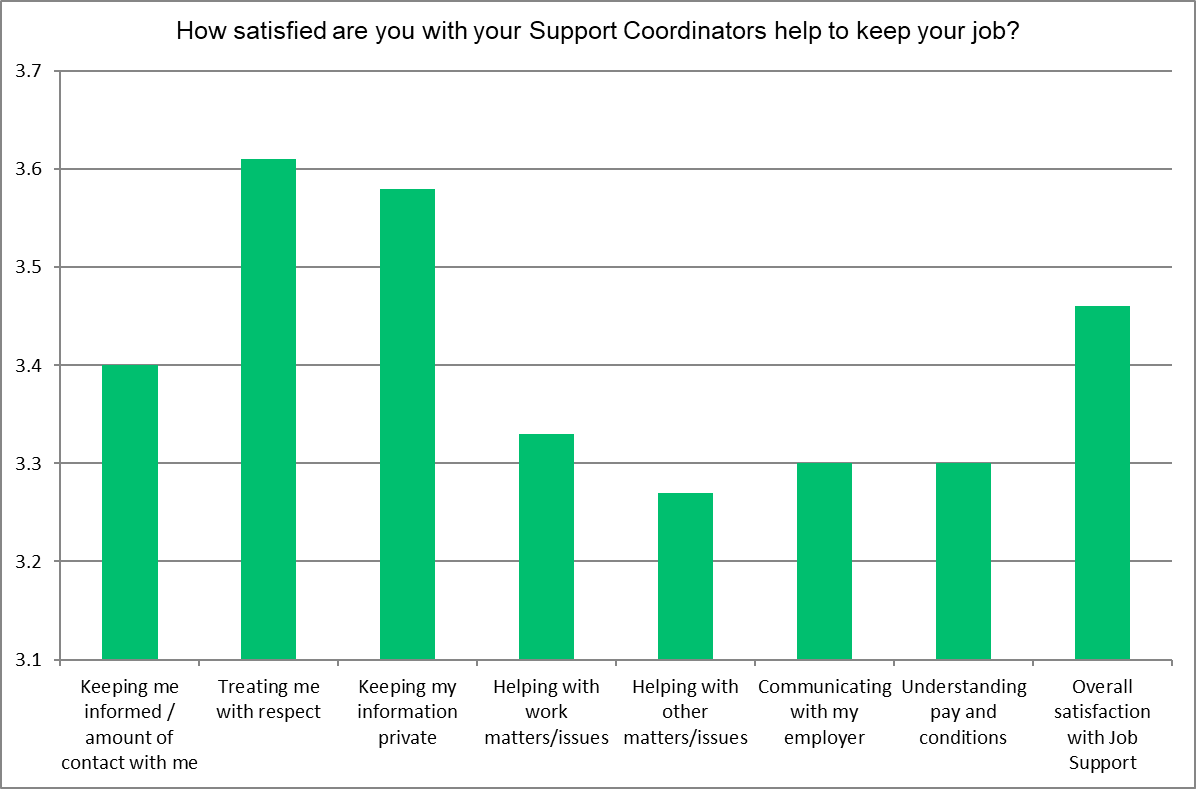 How satisfied are you with your Support Coordinators help to keep your job?
3.7
3.6
3.5
3.4
3.3
3.2
3.1
Keeping me
informed /
amount of
contact with me
Treating me
with respect
Keeping my
information
private
Helping with
work
matters/issues
Helping with
other
matters/issues
Communicating
with my
employer
Understanding
pay and
conditions
Overall
satisfaction
with Job
Support